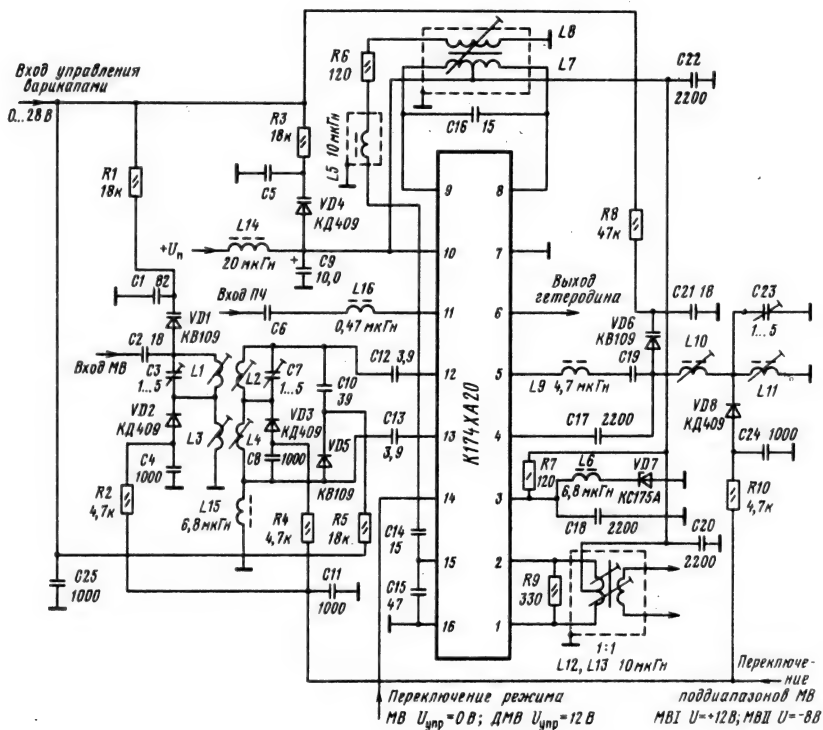 L8
L7
R6
120
C22
2200
Вход управления
варикапами
0...28 В
R3
18к
C16 15
L5 10 мкГн
R1
18к
C5
9
8
VD4
КД409
R8
47к
L14
+Uп
20 мкГн
+ C9
10,0
10
7
C1 82
Вход ПЧ
L16
C6
0,47 мкГн
11
6
Выход
гетеродина
C21 18
C23
1...5
VD1
КВ109
VD6
КВ109
C2 18
Вход МВ
C3
1...5
L1
L2
C7
1...5
C12 3,9
12
5
C19
L10
L9 4,7 мкГн
L11
C10
39
VD2
КД409
L3
L4
VD3
КД409
C13
3,9
13
К174ХА20
4
C17 2200
VD8
КД409
C4
1000
C8 1000
VD5
КВ109
C24 1000
R7
120
L6
VD7
6,8 мкГн
КС175А
R2
4,7к
L15
6,8 мкГн
R4
4,7к
R5
18к
14
3
C18
2200
R10
4,7к
C14
15
C20
2200
15
2
R9
330
C25
1000
C11
1000
C15
47
16
1
1:1
L12, L13 10 мкГн
Переключе-
ние
поддиапазонов МВ
МВI U=+12В; МВII U=-8В
Переключение режима
МВ Uупр=0В; ДМВ Uупр=12В